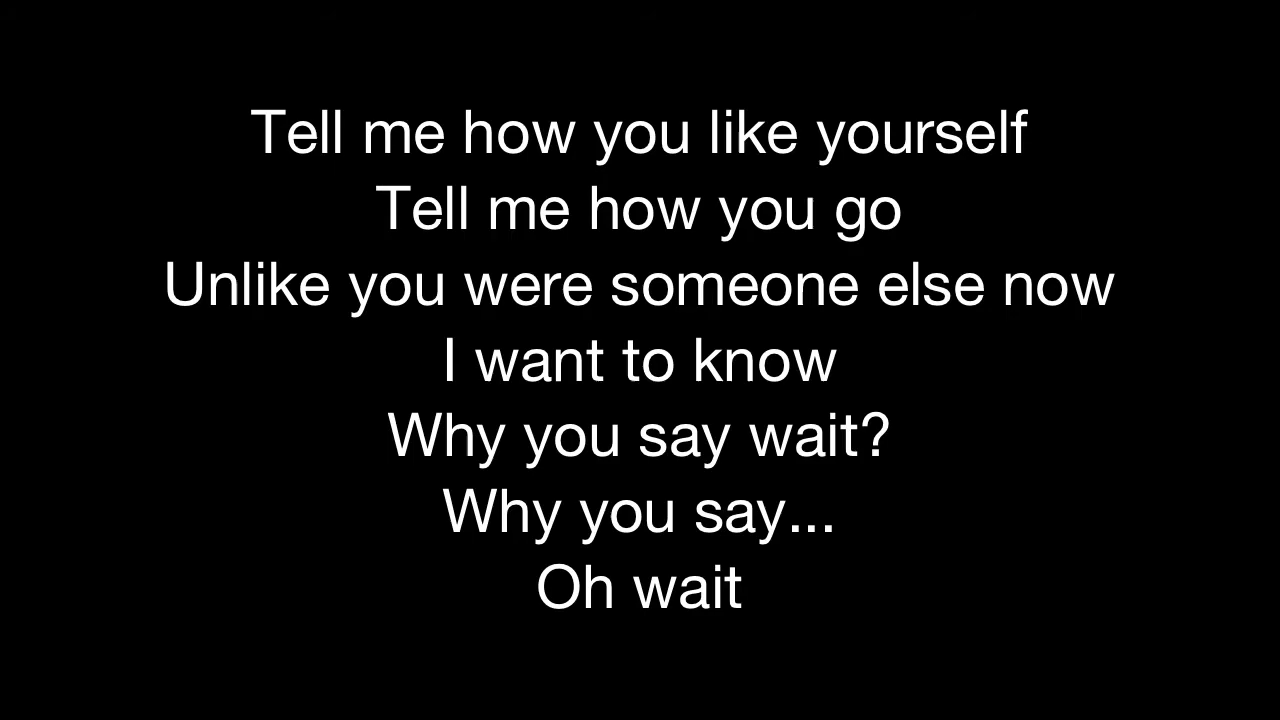 Tell me how you like yourself
Tell me how you go
Unlike you were someone else now
I want to know
Why you say wait?
Why you say...
Oh wait